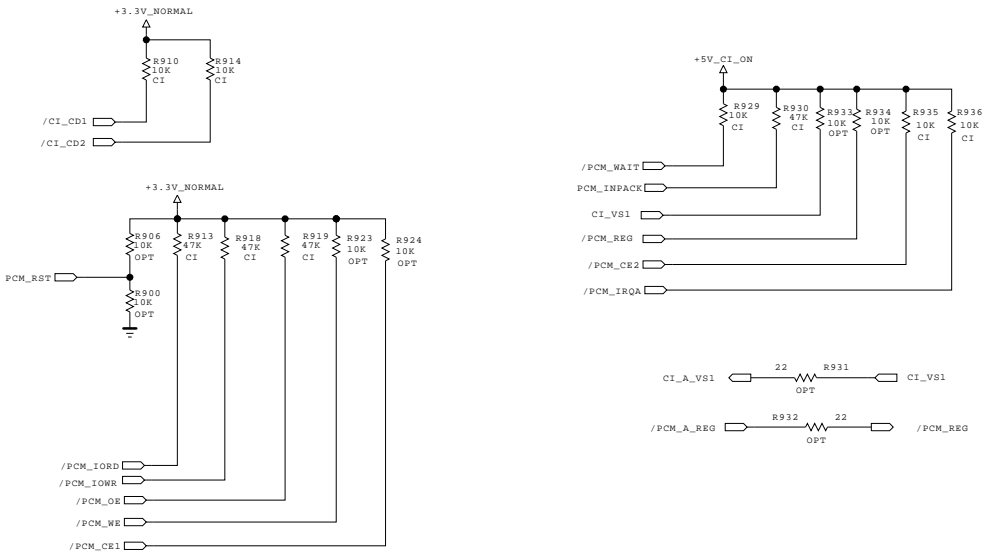 +3.3V_NORMAL
R910
10K
CI
R914
10K
CI
/CI_CD1
/CI_CD2
+3.3V_NORMAL
R906
10K
OPT
R913
47K
CI
R918
47K
CI
R919
47K
CI
R923
10K
OPT
R924
10K
OPT
PCM_RST
R900
10K
OPT
/PCM_IORD
/PCM_IOWR
/PCM_OE
/PCM_WE
/PCM_CE1
+5V_CI_ON
R929
10K
CI
R930
47K
CI
R933
10K
OPT
R934
10K
OPT
R935
10K
CI
R936
10K
CI
/PCM_WAIT
PCM_INPACK
CI_VS1
/PCM_REG
/PCM_CE2
/PCM_IRQA
CI_A_VS1
22
R931
OPT
CI_VS1
/PCM_A_REG
R932
22
OPT
/PCM_REG